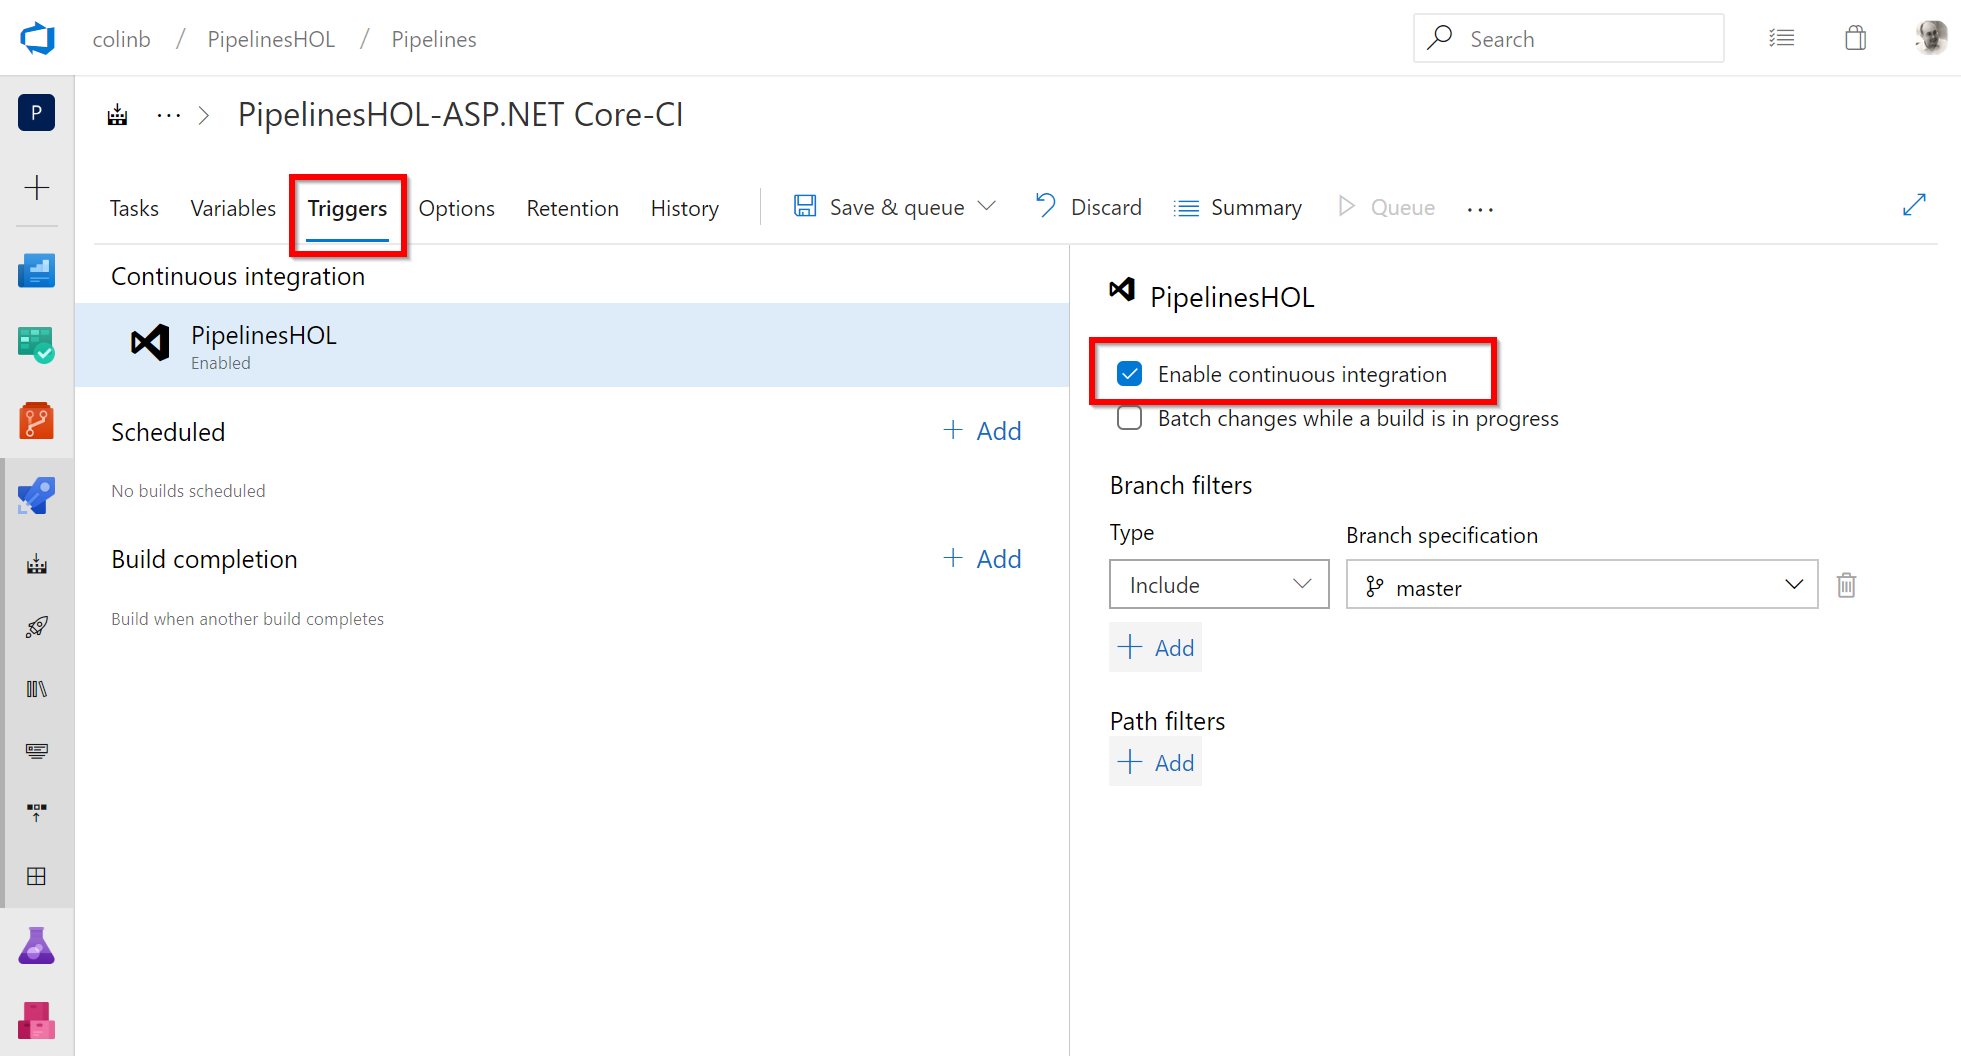 colinb / PipelinesHOL / Pipelines
Search
P
... > PipelinesHOL-ASP.NET Core-CI
Tasks Variables Triggers Options Retention History Save & queue Discard Summary Queue ...
Continuous integration
PipelinesHOL
Enabled
Scheduled
+ Add
No builds scheduled
Build completion
+ Add
Build when another build completes
PipelinesHOL
Enable continuous integration
Batch changes while a build is in progress
Branch filters
Type Branch specification
Include master
+ Add
Path filters
+ Add